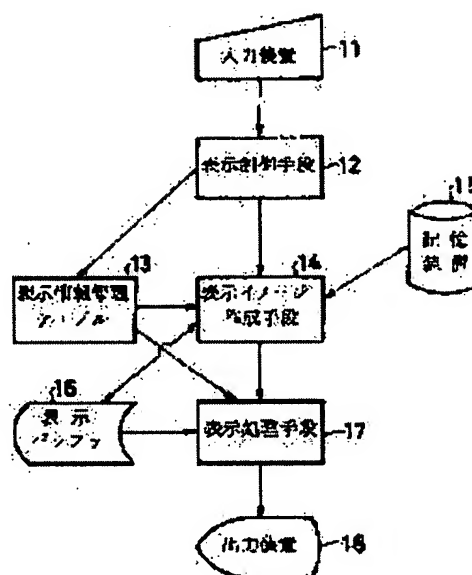 入力装置
11
表示制御手段
12
13
表示情報管理
テーブル
14
表示イメージ
作成手段
15
記憶
装置
16
表示
バッファ
表示処理手段
17
出力装置
18